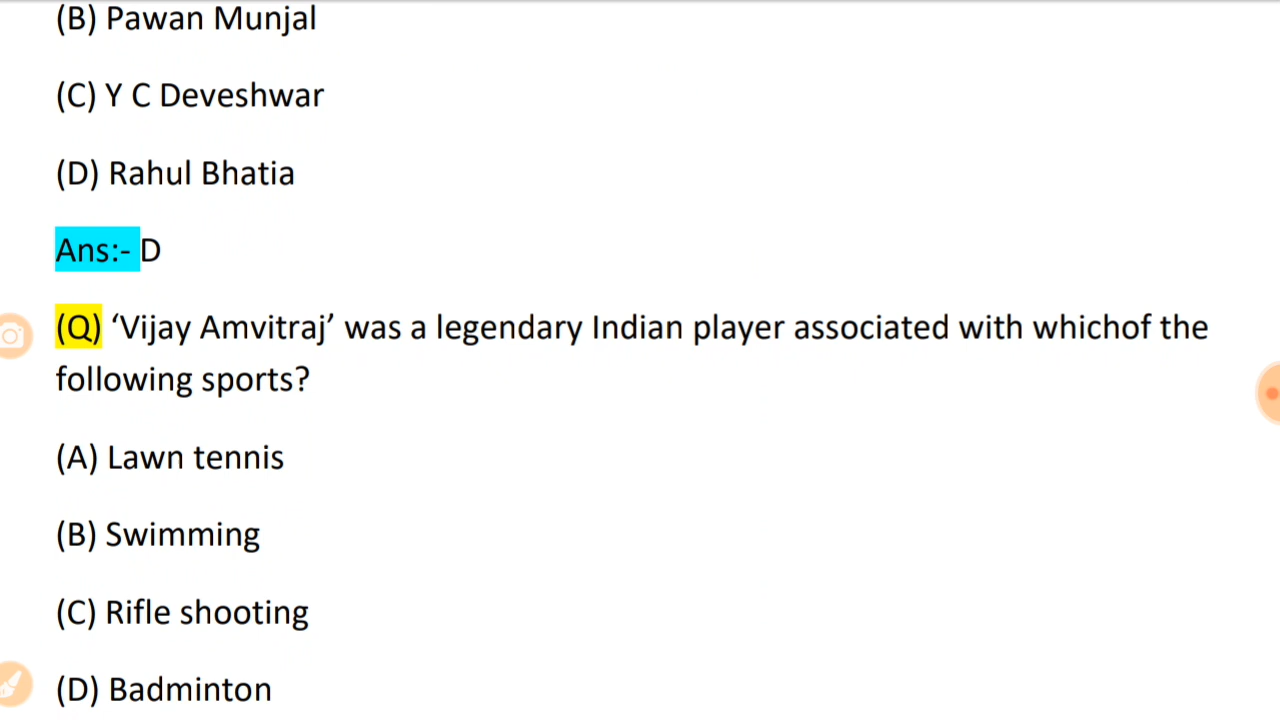 (B) Pawan Munjal
(C) Y C Deveshwar
(D) Rahul Bhatia
Ans:- D
(Q) ‘Vijay Amvitraj’ was a legendary Indian player associated with whichof the
following sports?
(A) Lawn tennis
(B) Swimming
(C) Rifle shooting
(D) Badminton